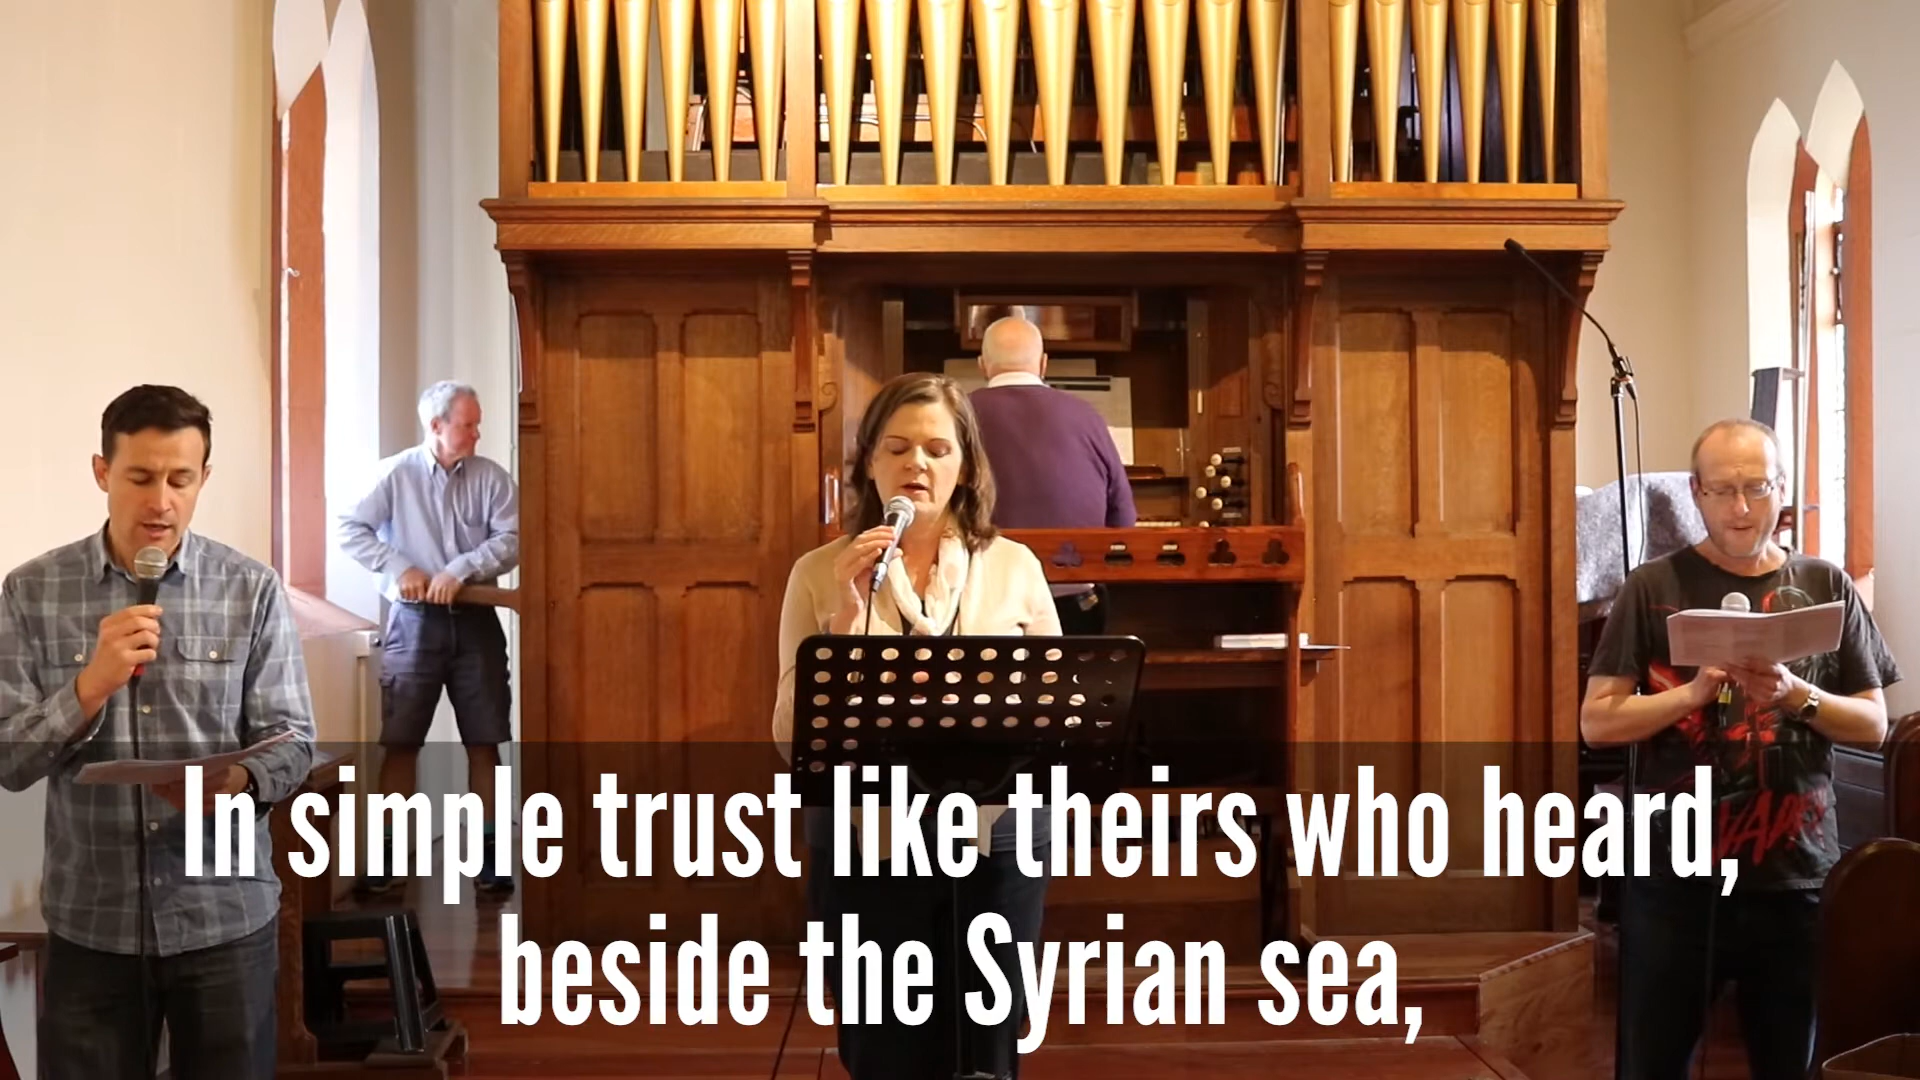 In simple trust like theirs who heard,
beside the Syrian sea,